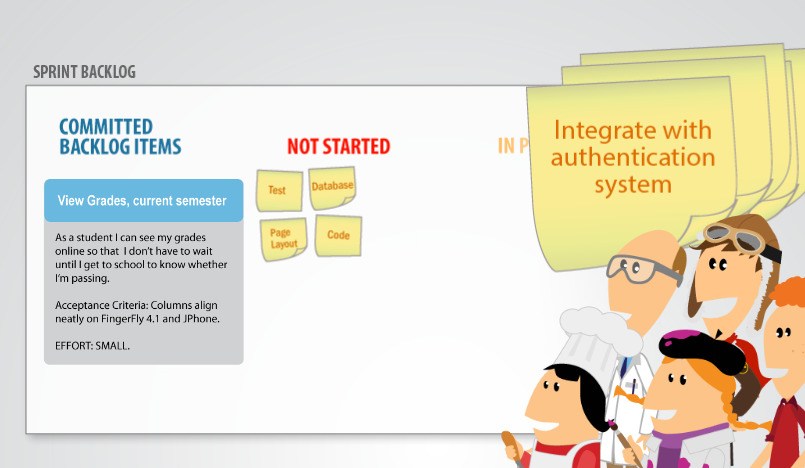 SPRINT BACKLOG
COMMITTED
BACKLOG ITEMS
NOT STARTED
IN P
View Grades, current semester
As a student I can see my grades
online so that I don't have to wait
until I get to school to know whether
I'm passing.
Acceptance Criteria: Columns align
neatly on FingerFly 4.1 and JPhone.
EFFORT: SMALL.
Test
Database
Page
Layout
Code
Integrate with
authentication
system